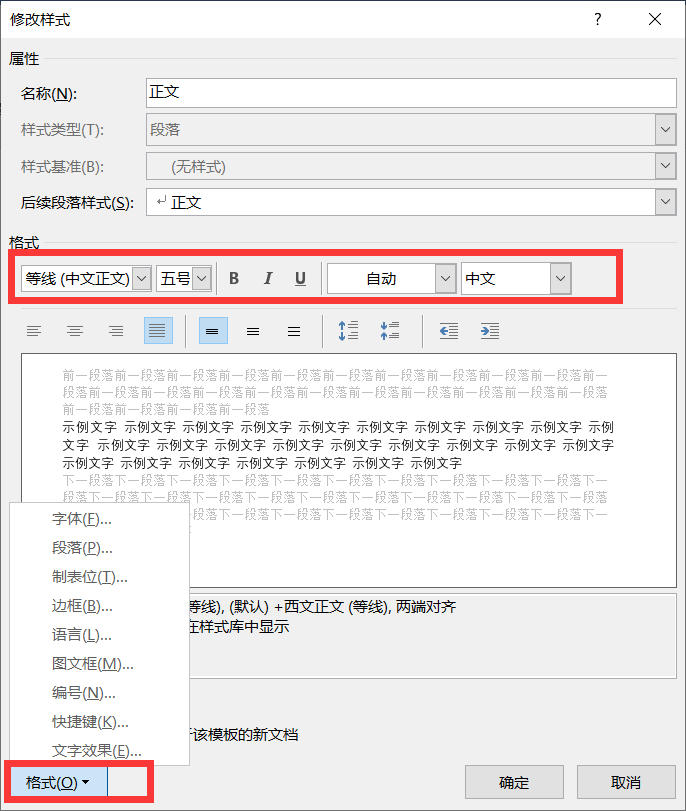 修改样式 ?
属性
名称(N): 正文
样式类型(T): 段落
样式基准(B): (无样式)
后续段落样式(S): 正文
格式
等线 (中文正文) 五号 B I U 自动 中文
前一段落前一段落前一段落前一段落前一段落前一段落前一段落前一段落前一段落前一段落前一
段落前一段落前一段落前一段落前一段落前一段落前一段落前一段落前一段落前一段落前一段落
前一段落前一段落前一段落前一段落
示例文字 示例文字 示例文字 示例文字 示例文字 示例文字 示例文字 示例文字 示例文字 示例
文字 示例文字 示例文字 示例文字 示例文字 示例文字 示例文字 示例文字 示例文字 示例文字
示例文字 示例文字 示例文字 示例文字 示例文字 示例文字 示例文字
下一段落下一段落下一段落下一段落下一段落下一段落下一段落下一段落下一段落下一段落下一
段落下一段落下一段落下一段落下一段落下一段落下一段落下一段落下一段落下一段落下一段落
段落下一段落下一段落下一段落下一段落下一段落下一段落下一段落下一
等线), (默认) +西文正文 (等线), 两端对齐
在样式库中显示
该模板的新文档
字体(F)...
段落(P)...
制表位(T)...
边框(B)...
语言(L)...
图文框(M)...
编号(N)...
快捷键(K)...
文字效果(E)...
格式(O) 确定 取消